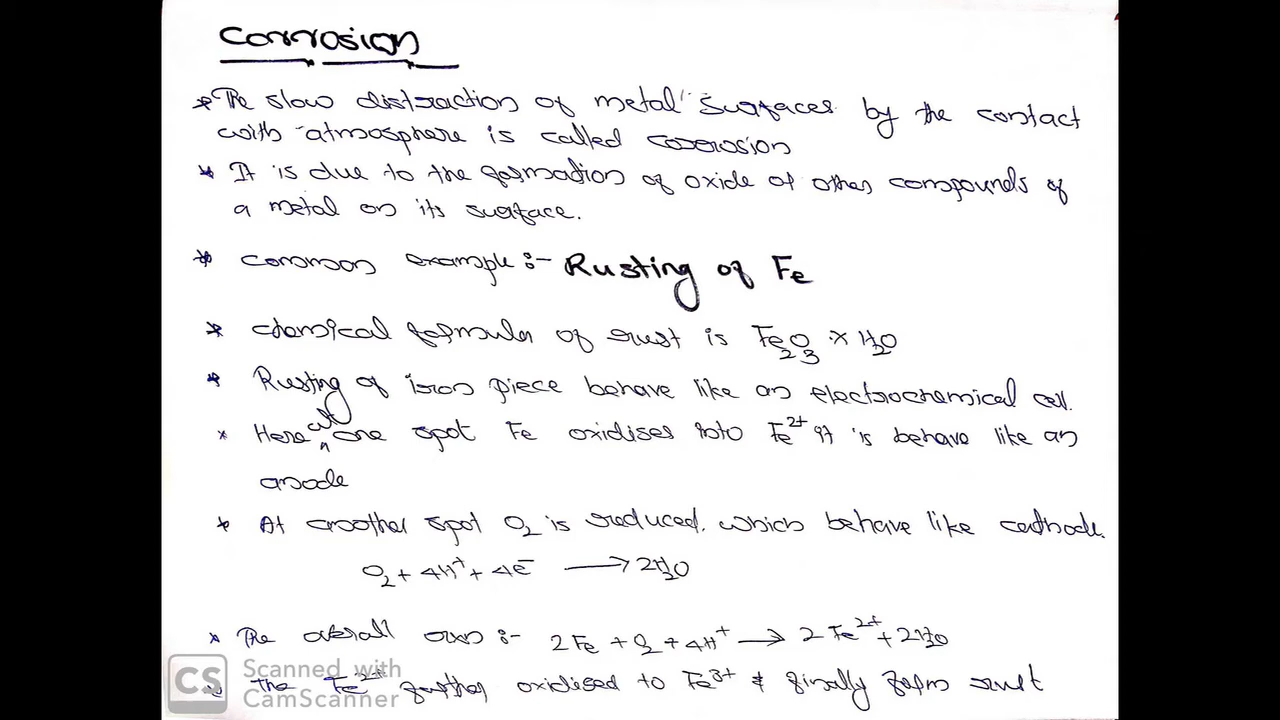 Corrosion
* The slow distraction of metal surfaces by the contact
with atmosphere is called corrosion
* It is due to the formation of oxide of other compounds of
a metal on its surface.
* common example :- Rusting of Fe
* chemical formula of rust is Fe₂O₃ · x H₂O
* Rusting of iron piece behave like an electrochemical cell.
* Here at one spot Fe oxidises into Fe²⁺ It is behave like an
anode
* At another spot O₂ is reduced. which behave like cathode.
O₂ + 4H⁺ + 4e⁻ → 2H₂O
* The overall rxn :- 2Fe + O₂ + 4H⁺ → 2Fe²⁺ + 2H₂O
* The Fe²⁺ further oxidised to Fe³⁺ & finally form rust
CS Scanned with
CamScanner